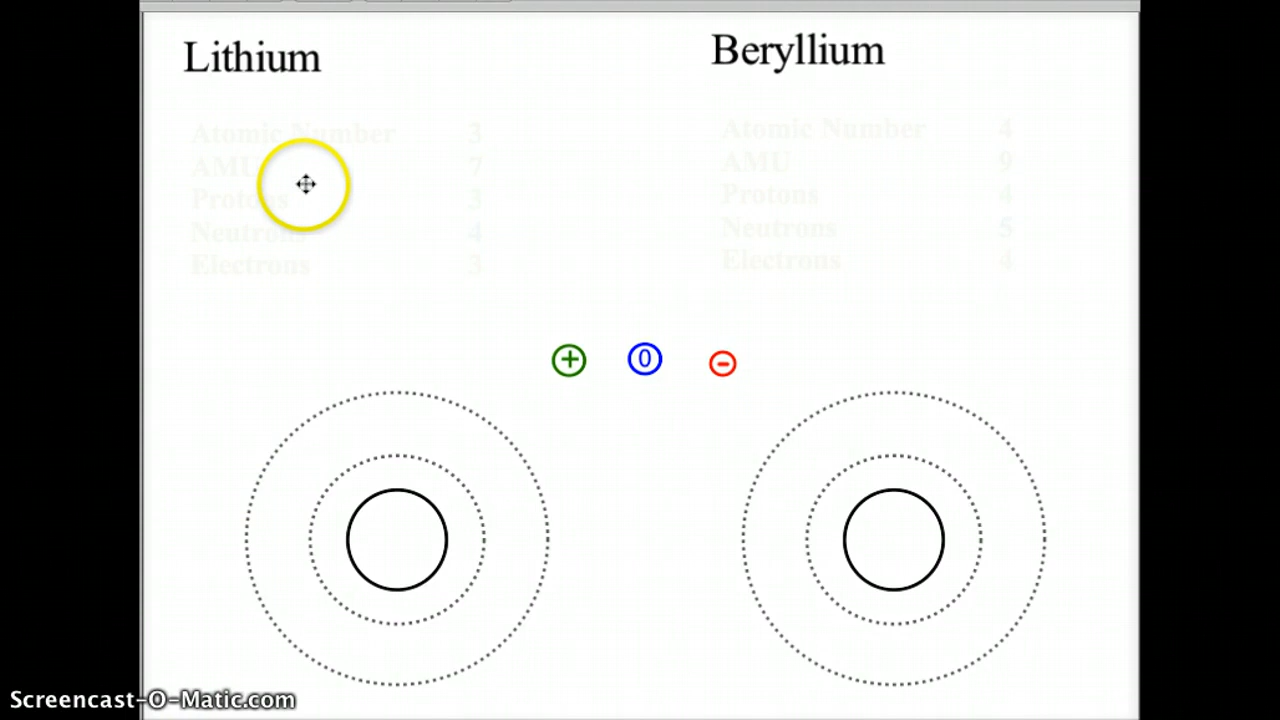 Lithium
Beryllium
Atomic Number 3
AMU 7
Protons 3
Neutrons 4
Electrons 3
Atomic Number 4
AMU 9
Protons 4
Neutrons 5
Electrons 4
+ 0 -
Screencast-O-Matic.com